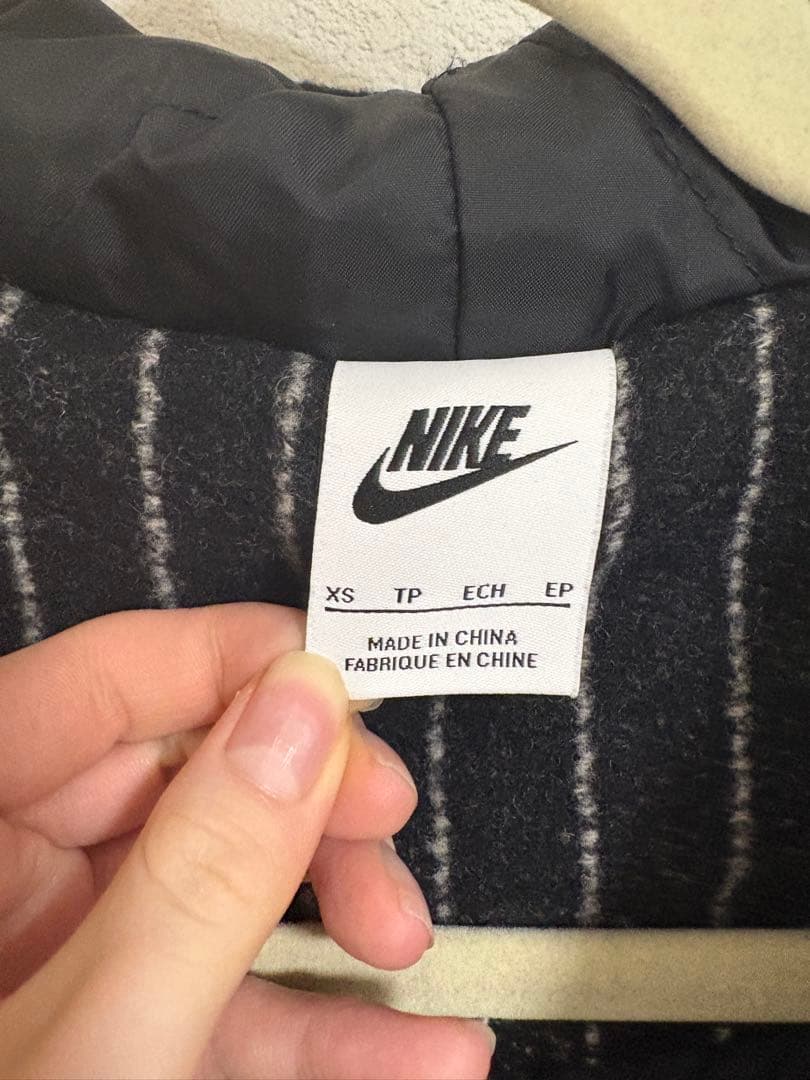 NIKE
XS TP ECH EP
MADE IN CHINA
FABRIQUE EN CHINE